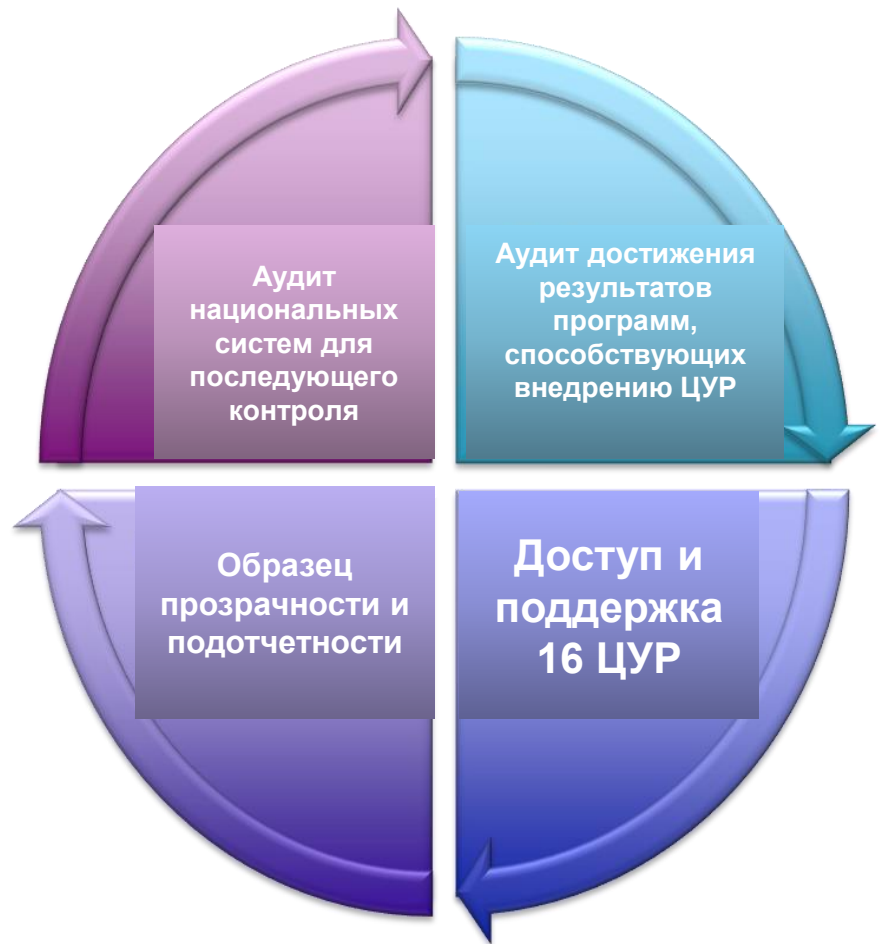 Аудит
национальных
систем для
последующего
контроля
Аудит достижения
результатов
программ,
способствующих
внедрению ЦУР
Образец
прозрачности и
подотчетности
Доступ и
поддержка
16 ЦУР